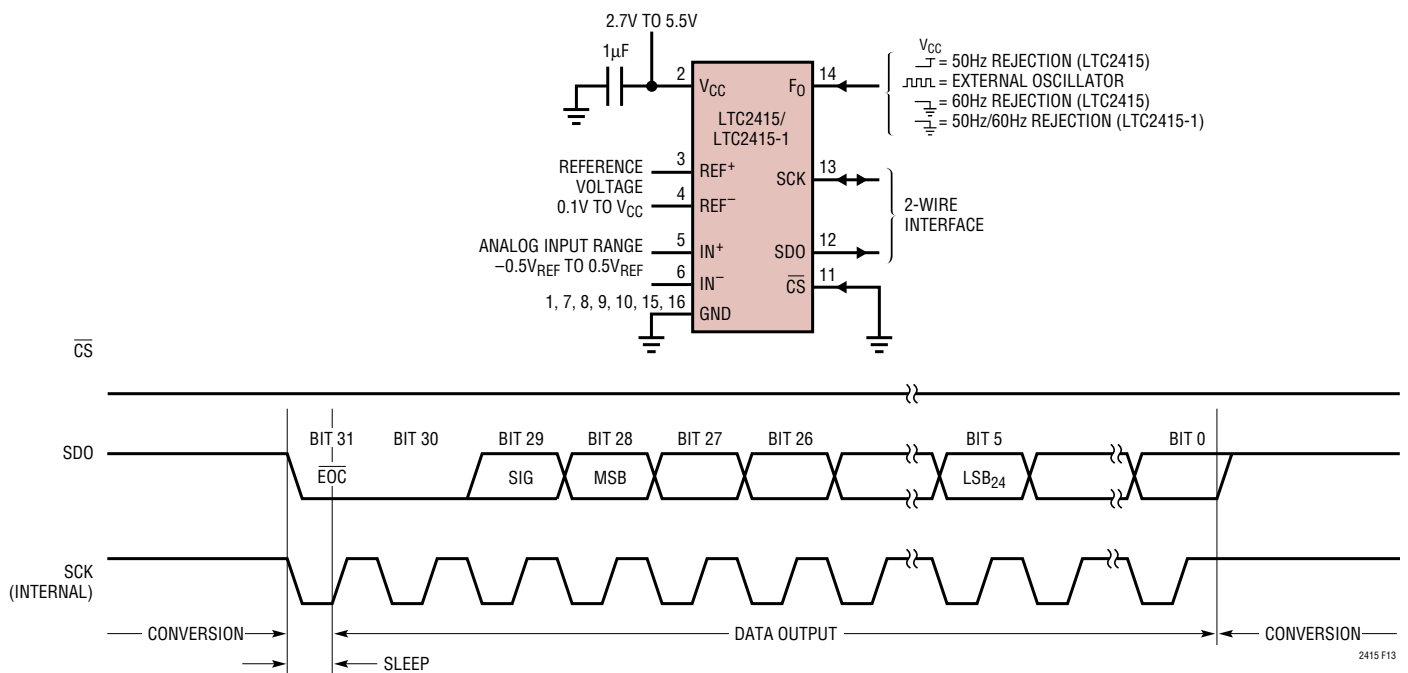 2.7V TO 5.5V
1μF
2
VCC
FO
14
VCC
= 50Hz REJECTION (LTC2415)
= EXTERNAL OSCILLATOR
= 60Hz REJECTION (LTC2415)
= 50Hz/60Hz REJECTION (LTC2415-1)
LTC2415/
LTC2415-1
REFERENCE
VOLTAGE
0.1V TO VCC
3
REF+
4
REF–
SCK
13
2-WIRE
INTERFACE
ANALOG INPUT RANGE
–0.5VREF TO 0.5VREF
5
IN+
6
IN–
SDO
12
CS
11
1, 7, 8, 9, 10, 15, 16
GND
CS
SDO
BIT 31
BIT 30
BIT 29
BIT 28
BIT 27
BIT 26
BIT 5
BIT 0
EOC
SIG
MSB
LSB24
SCK
(INTERNAL)
CONVERSION
DATA OUTPUT
CONVERSION
SLEEP
2415 F13